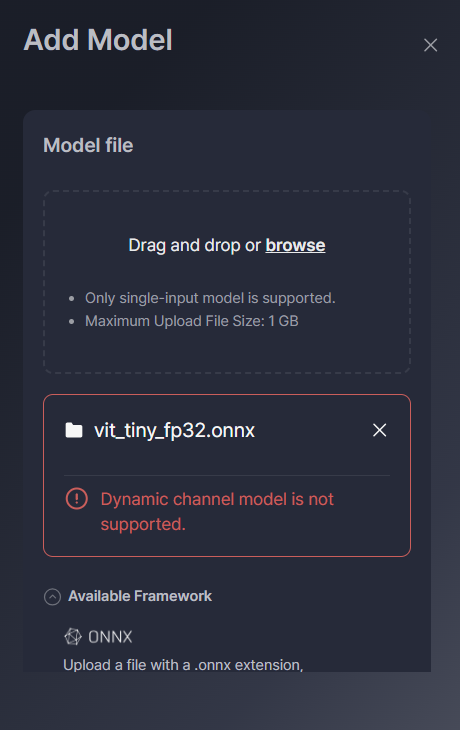 Add Model
Model file
Drag and drop or browse
Only single-input model is supported.
Maximum Upload File Size: 1 GB
vit_tiny_fp32.onnx
Dynamic channel model is not
supported.
Available Framework
ONNX
Upload a file with a .onnx extension,